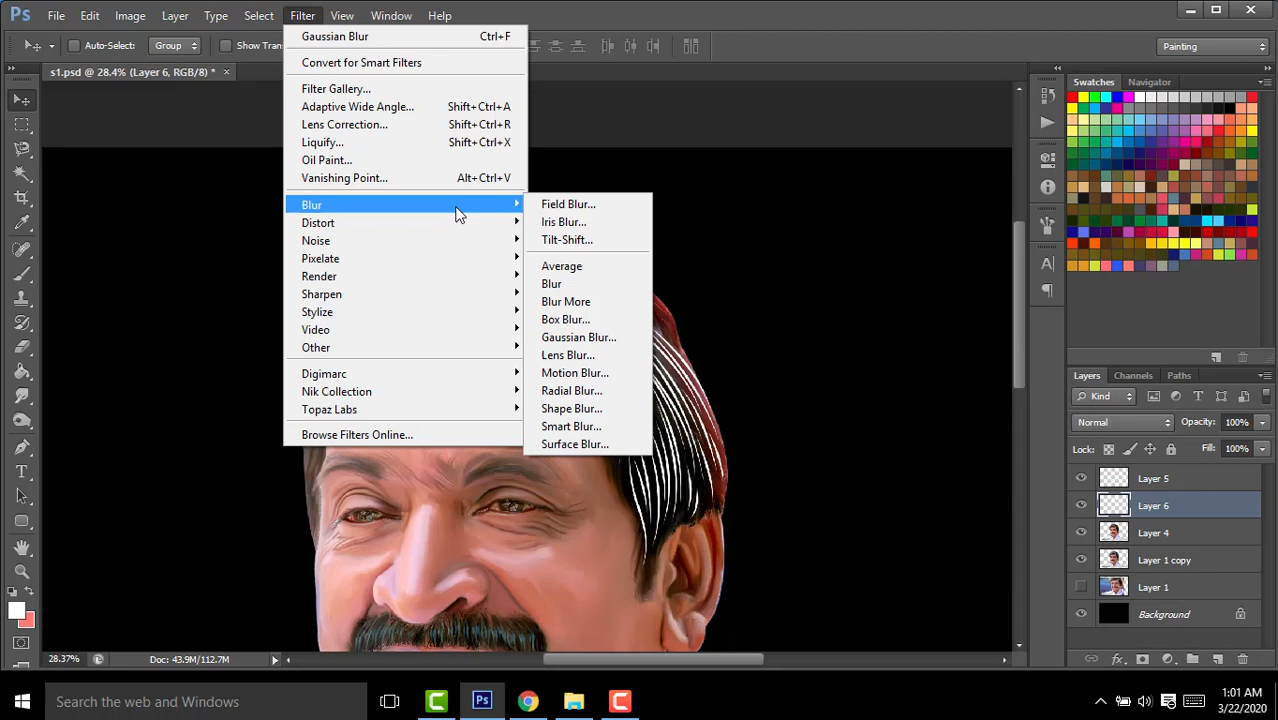 Ps File Edit Image Layer Type Select Filter View Window Help
Auto-Select: Group Show Tran
Painting
s1.psd @ 28.4% (Layer 6, RGB/8) * ×
Gaussian Blur Ctrl+F
Convert for Smart Filters
Filter Gallery...
Adaptive Wide Angle... Shift+Ctrl+A
Lens Correction... Shift+Ctrl+R
Liquify... Shift+Ctrl+X
Oil Paint...
Vanishing Point... Alt+Ctrl+V
Blur
Distort
Noise
Pixelate
Render
Sharpen
Stylize
Video
Other
Digimarc
Nik Collection
Topaz Labs
Browse Filters Online...
Field Blur...
Iris Blur...
Tilt-Shift...
Average
Blur
Blur More
Box Blur...
Gaussian Blur...
Lens Blur...
Motion Blur...
Radial Blur...
Shape Blur...
Smart Blur...
Surface Blur...
Swatches Navigator
Layers Channels Paths
Kind
Normal Opacity: 100%
Lock: Fill: 100%
Layer 5
Layer 6
Layer 4
Layer 1 copy
Layer 1
Background
28.37% Doc: 43.9M/112.7M
Search the web and Windows
1:01 AM
3/22/2020